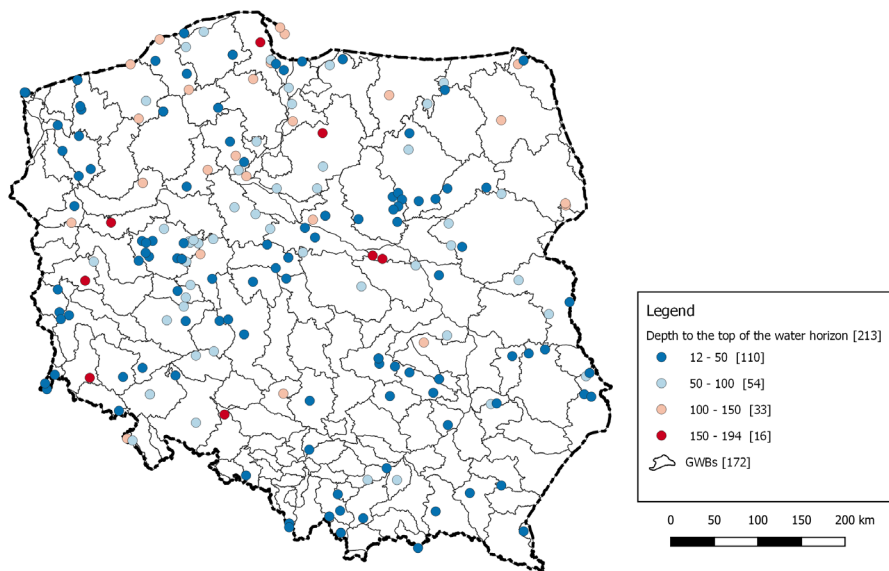 Legend
Depth to the top of the water horizon [213]
12 - 50 [110]
50 - 100 [54]
100 - 150 [33]
150 - 194 [16]
GWBs [172]
0 50 100 150 200 km